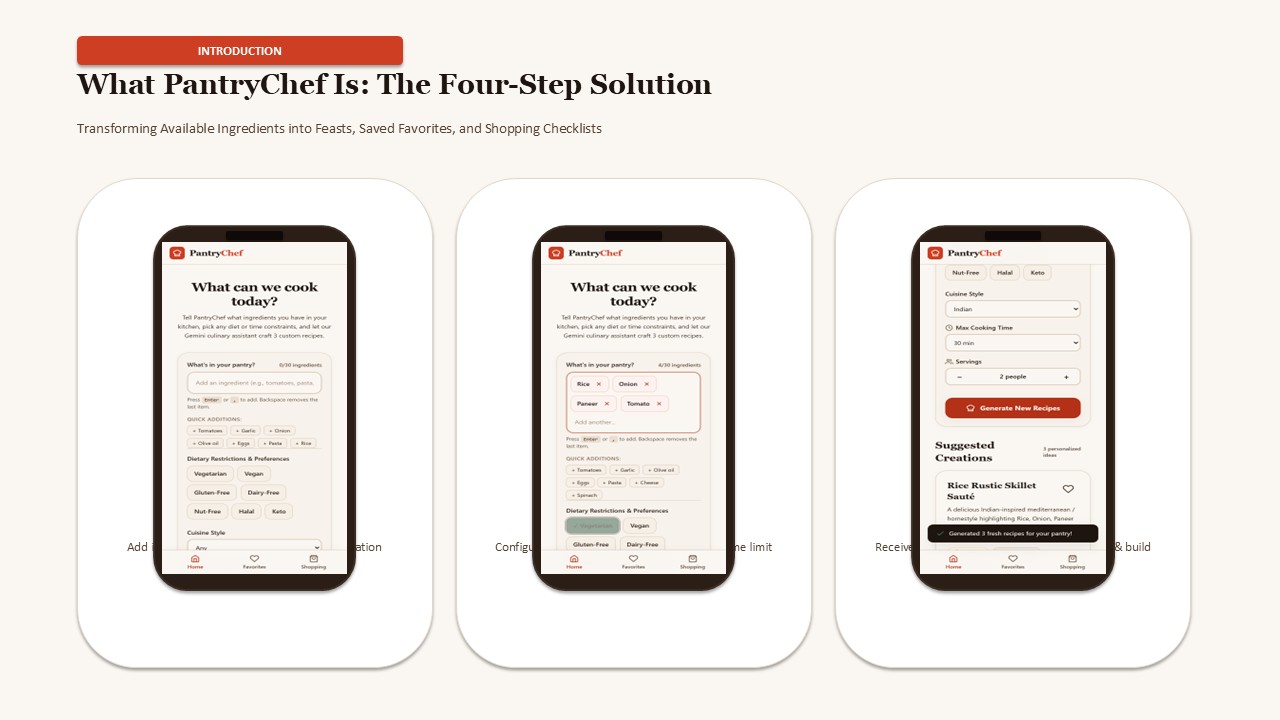 INTRODUCTION
What PantryChef Is: The Four-Step Solution
Transforming Available Ingredients into Feasts, Saved Favorites, and Shopping Checklists
PantryChef
What can we cook
today?
Tell PantryChef what ingredients you have in your
kitchen, pick any diet or time constraints, and let our
Gemini culinary assistant craft 3 custom recipes.
What's in your pantry? 0/30 ingredients
Add an ingredient (e.g., tomatoes, pasta,
Press Enter or , to add. Backspace removes the
last item.
QUICK ADDITIONS:
+ Tomatoes + Garlic + Onion
+ Olive oil + Eggs + Pasta + Rice
Dietary Restrictions & Preferences
Vegetarian Vegan
Gluten-Free Dairy-Free
Nut-Free Halal Keto
Cuisine Style
Any
Add
Home Favorites Shopping
PantryChef
What can we cook
today?
Tell PantryChef what ingredients you have in your
kitchen, pick any diet or time constraints, and let our
Gemini culinary assistant craft 3 custom recipes.
What's in your pantry? 4/30 ingredients
Rice × Onion ×
Paneer × Tomato ×
Add another...
Press Enter or , to add. Backspace removes the
last item.
QUICK ADDITIONS:
+ Tomatoes + Garlic + Olive oil
+ Eggs + Pasta + Cheese
+ Spinach
Dietary Restrictions & Preferences
✓ Vegetarian Vegan
Gluten-Free Dairy-Free
limit
Home Favorites Shopping
PantryChef
Nut-Free Halal Keto
Cuisine Style
Indian
Max Cooking Time
30 min
Servings
− 2 people +
Generate New Recipes
Suggested
Creations
3 personalized
ideas
Rice Rustic Skillet
Sauté
A delicious Indian-inspired mediterranean /
homestyle highlighting Rice, Onion, Paneer
✓ Generated 3 fresh recipes for your pantry!
& build
Home Favorites Shopping